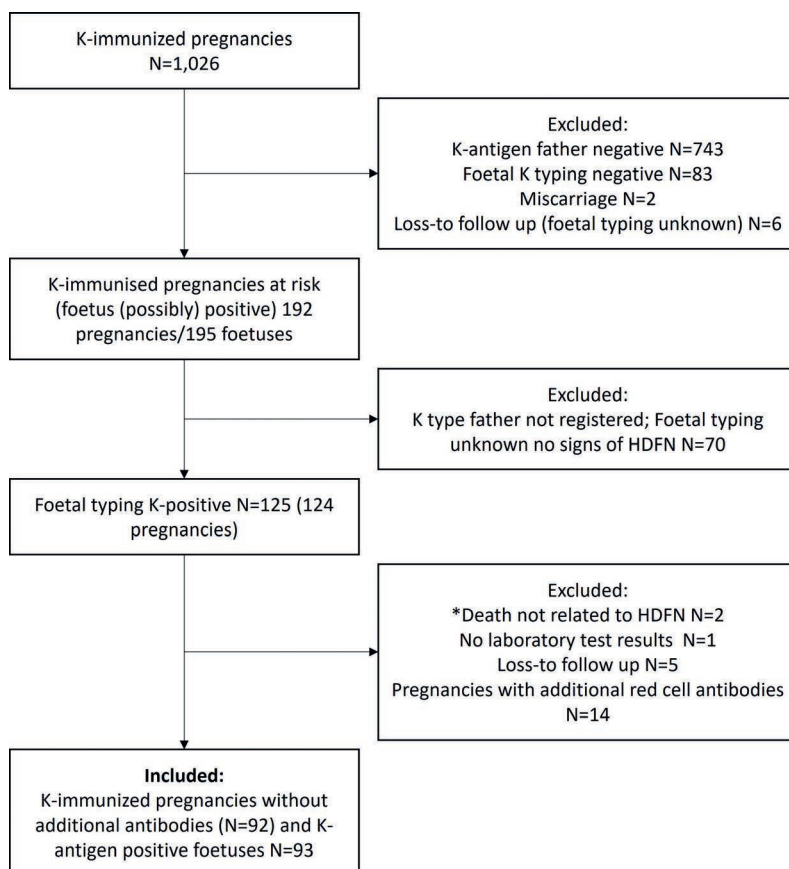 K-immunized pregnancies
N=1,026
Excluded:
K-antigen father negative N=743
Foetal K typing negative N=83
Miscarriage N=2
Loss-to follow up (foetal typing unknown) N=6
K-immunised pregnancies at risk
(foetus (possibly) positive) 192
pregnancies/195 foetuses
Excluded:
K type father not registered; Foetal typing
unknown no signs of HDFN N=70
Foetal typing K-positive N=125 (124
pregnancies)
Excluded:
*Death not related to HDFN N=2
No laboratory test results N=1
Loss-to follow up N=5
Pregnancies with additional red cell antibodies
N=14
Included:
K-immunized pregnancies without
additional antibodies (N=92) and K-
antigen positive foetuses N=93